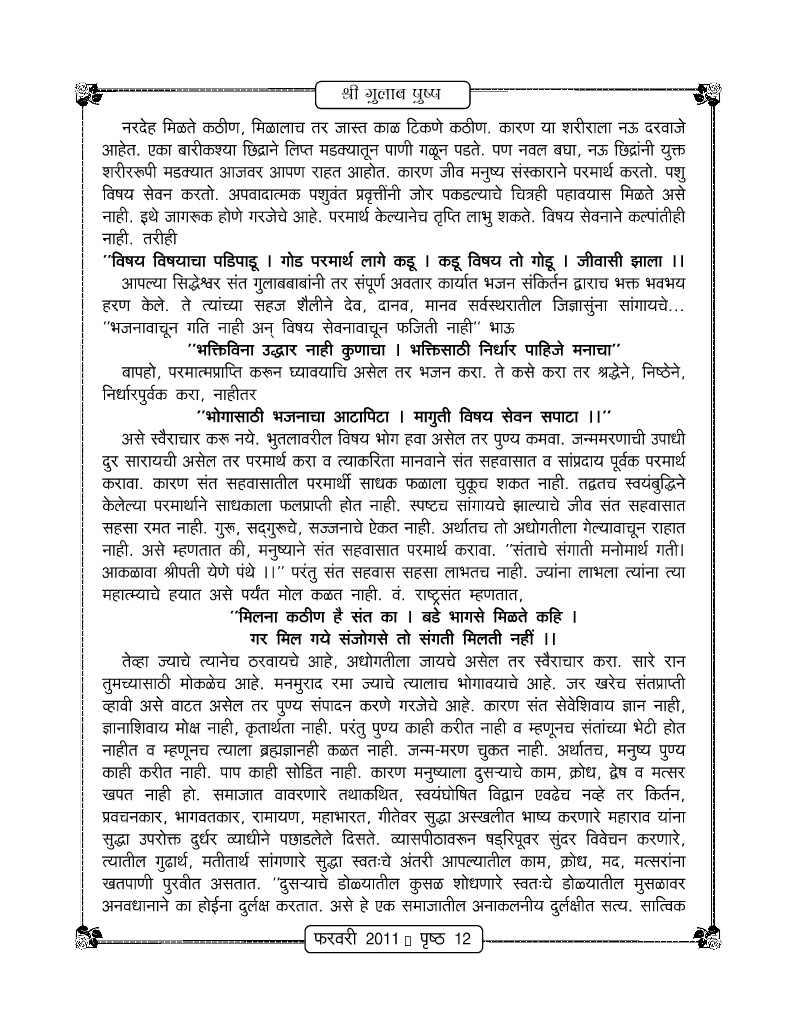 श्री गुलाब पुष्प
नरदेह मिळते कठीण, मिळालाच तर जास्त काळ टिकणे कठीण. कारण या शरीराला नऊ दरवाजे
आहेत. एका बारीकश्या छिद्राने लिप्त मडक्यातून पाणी गळून पडते. पण नवल बघा, नऊ छिद्रांनी युक्त
शरीररूपी मडक्यात आजवर आपण राहत आहोत. कारण जीव मनुष्य संस्काराने परमार्थ करतो. पशु
विषय सेवन करतो. अपवादात्मक पशुवंत प्रवृत्तींनी जोर पकडल्याचे चित्रही पहावयास मिळते असे
नाही. इथे जागरूक होणे गरजेचे आहे. परमार्थ केल्यानेच तृप्ति लाभु शकते. विषय सेवनाने कल्पांतीही
नाही. तरीही
''विषय विषयाचा पडिपाडू । गोड परमार्थ लागे कडू । कडू विषय तो गोडू । जीवासी झाला ।।
आपल्या सिद्धेश्वर संत गुलाबबाबांनी तर संपूर्ण अवतार कार्यात भजन संकिर्तन द्वाराच भक्त भवभय
हरण केले. ते त्यांच्या सहज शैलीने देव, दानव, मानव सर्वस्थरातील जिज्ञासुंना सांगायचे...
''भजनावाचून गति नाही अन् विषय सेवनावाचून फजिती नाही'' भाऊ
''भक्तिविना उद्धार नाही कुणाचा । भक्तिसाठी निर्धार पाहिजे मनाचा''
बापहो, परमात्मप्राप्ति करून घ्यावयाचि असेल तर भजन करा. ते कसे करा तर श्रद्धेने, निष्ठेने,
निर्धारपुर्वक करा, नाहीतर
''भोगासाठी भजनाचा आटापिटा । मागुती विषय सेवन सपाटा ।।''
असे स्वैराचार करू नये. भुतलावरील विषय भोग हवा असेल तर पुण्य कमवा. जन्ममरणाची उपाधी
दुर सारायची असेल तर परमार्थ करा व त्याकरिता मानवाने संत सहवासात व सांप्रदाय पूर्वक परमार्थ
करावा. कारण संत सहवासातील परमार्थी साधक फळाला चुकूच शकत नाही. तद्वतच स्वयंबुद्धिने
केलेल्या परमार्थाने साधकाला फलप्राप्ती होत नाही. स्पष्टच सांगायचे झाल्याचे जीव संत सहवासात
सहसा रमत नाही. गुरू, सद्‌गुरूचे, सज्जनाचे ऐकत नाही. अर्थातच तो अधोगतीला गेल्यावाचून राहात
नाही. असे म्हणतात की, मनुष्याने संत सहवासात परमार्थ करावा. ''संताचे संगाती मनोमार्थ गती।
आकळावा श्रीपती येणे पंथे ।।'' परंतु संत सहवास सहसा लाभतच नाही. ज्यांना लाभला त्यांना त्या
महात्म्याचे हयात असे पर्यंत मोल कळत नाही. वं. राष्ट्रसंत म्हणतात,
''मिलना कठीण है संत का । बडे भागसे मिळते कहि ।
गर मिल गये संजोगसे तो संगती मिलती नहीं ।।
तेव्हा ज्याचे त्यानेच ठरवायचे आहे, अधोगतीला जायचे असेल तर स्वैराचार करा. सारे रान
तुमच्यासाठी मोकळेच आहे. मनमुराद रमा ज्याचे त्यालाच भोगावयाचे आहे. जर खरेच संतप्राप्ती
व्हावी असे वाटत असेल तर पुण्य संपादन करणे गरजेचे आहे. कारण संत सेवेशिवाय ज्ञान नाही,
ज्ञानाशिवाय मोक्ष नाही, कृतार्थता नाही. परंतु पुण्य काही करीत नाही व म्हणूनच संतांच्या भेटी होत
नाहीत व म्हणूनच त्याला ब्रह्मज्ञानही कळत नाही. जन्म-मरण चुकत नाही. अर्थातच, मनुष्य पुण्य
काही करीत नाही. पाप काही सोडित नाही. कारण मनुष्याला दुसऱ्याचे काम, क्रोध, द्वेष व मत्सर
खपत नाही हो. समाजात वावरणारे तथाकथित, स्वयंघोषित विद्वान एवढेच नव्हे तर किर्तन,
प्रवचनकार, भागवतकार, रामायण, महाभारत, गीतेवर सुद्धा अस्खलीत भाष्य करणारे महाराव यांना
सुद्धा उपरोक्त दुर्धर व्याधीने पछाडलेले दिसते. व्यासपीठावरून षड्‌रिपूवर सुंदर विवेचन करणारे,
त्यातील गुढार्थ, मतीतार्थ सांगणारे सुद्धा स्वतःचे अंतरी आपल्यातील काम, क्रोध, मद, मत्सरांना
खतपाणी पुरवीत असतात. ''दुसऱ्याचे डोळ्यातील कुसळ शोधणारे स्वतःचे डोळ्यातील मुसळावर
अनवधानाने का होईना दुर्लक्ष करतात. असे हे एक समाजातील अनाकलनीय दुर्लक्षीत सत्य. सात्विक
फरवरी 2011 □ पृष्ठ 12